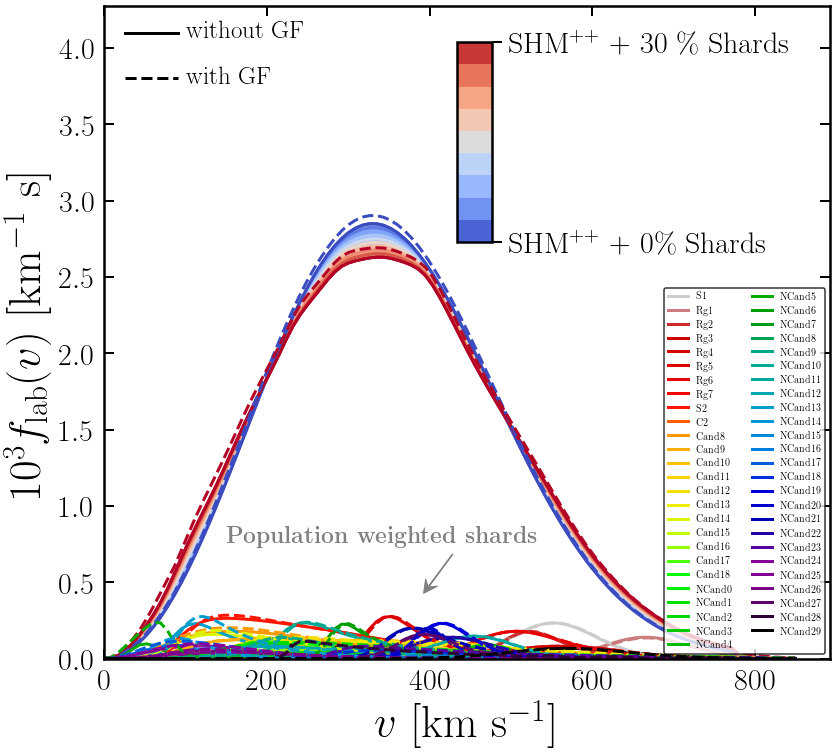 without GF
with GF
SHM++ + 30 % Shards
SHM++ + 0% Shards
4.0
3.5
3.0
2.5
2.0
1.5
1.0
0.5
0.0
10³f_lab(v) [km⁻¹ s]
Population weighted shards
S1
Rg1
Rg2
Rg3
Rg4
Rg5
Rg6
Rg7
S2
C2
Cand8
Cand9
Cand10
Cand11
Cand12
Cand13
Cand14
Cand15
Cand16
Cand17
Cand18
NCand0
NCand1
NCand2
NCand3
NCand4
NCand5
NCand6
NCand7
NCand8
NCand9
NCand10
NCand11
NCand12
NCand13
NCand14
NCand15
NCand16
NCand17
NCand18
NCand19
NCand20
NCand21
NCand22
NCand23
NCand24
NCand25
NCand26
NCand27
NCand28
NCand29
0 200 400 600 800
v [km s⁻¹]